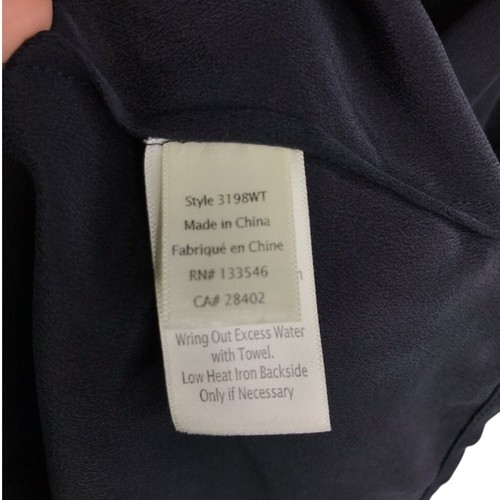 Style 3198WT
Made in China
Fabriqué en Chine
RN# 133546
CA# 28402
Wring Out Excess Water
with Towel.
Low Heat Iron Backside
Only if Necessary